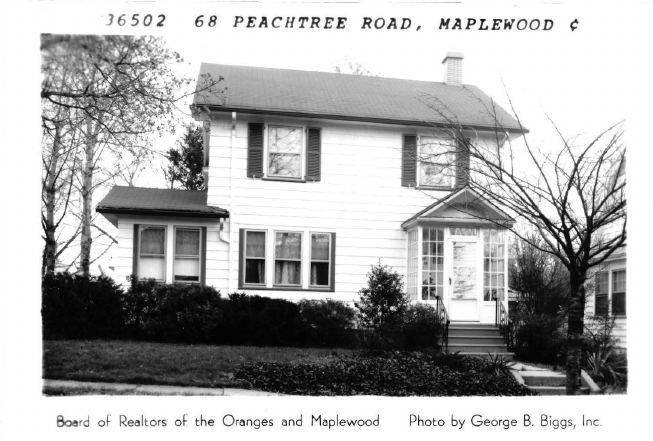 36502 68 PEACHTREE ROAD, MAPLEWOOD ¢
Board of Realtors of the Oranges and Maplewood Photo by George B. Biggs, Inc.